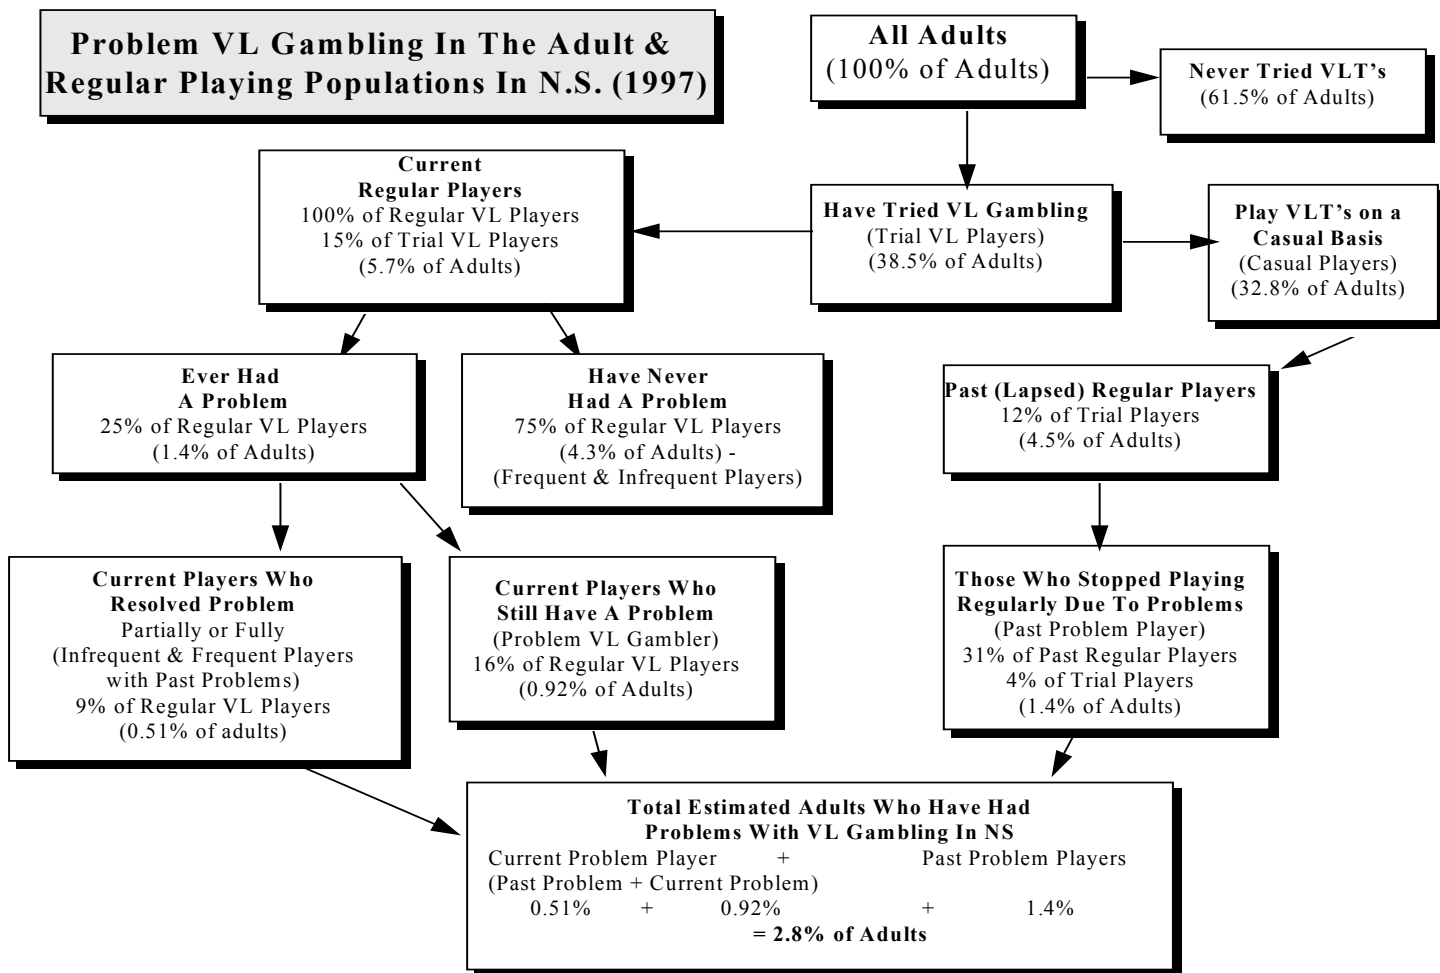 Problem VL Gambling In The Adult &
Regular Playing Populations In N.S. (1997)
All Adults
(100% of Adults)
Never Tried VLT's
(61.5% of Adults)
Current
Regular Players
100% of Regular VL Players
15% of Trial VL Players
(5.7% of Adults)
Have Tried VL Gambling
(Trial VL Players)
(38.5% of Adults)
Play VLT's on a
Casual Basis
(Casual Players)
(32.8% of Adults)
Ever Had
A Problem
25% of Regular VL Players
(1.4% of Adults)
Have Never
Had A Problem
75% of Regular VL Players
(4.3% of Adults) -
(Frequent & Infrequent Players)
Past (Lapsed) Regular Players
12% of Trial Players
(4.5% of Adults)
Current Players Who
Resolved Problem
Partially or Fully
(Infrequent & Frequent Players
with Past Problems)
9% of Regular VL Players
(0.51% of adults)
Current Players Who
Still Have A Problem
(Problem VL Gambler)
16% of Regular VL Players
(0.92% of Adults)
Those Who Stopped Playing
Regularly Due To Problems
(Past Problem Player)
31% of Past Regular Players
4% of Trial Players
(1.4% of Adults)
Total Estimated Adults Who Have Had
Problems With VL Gambling In NS
Current Problem Player + Past Problem Players
(Past Problem + Current Problem)
0.51% + 0.92% + 1.4%
= 2.8% of Adults